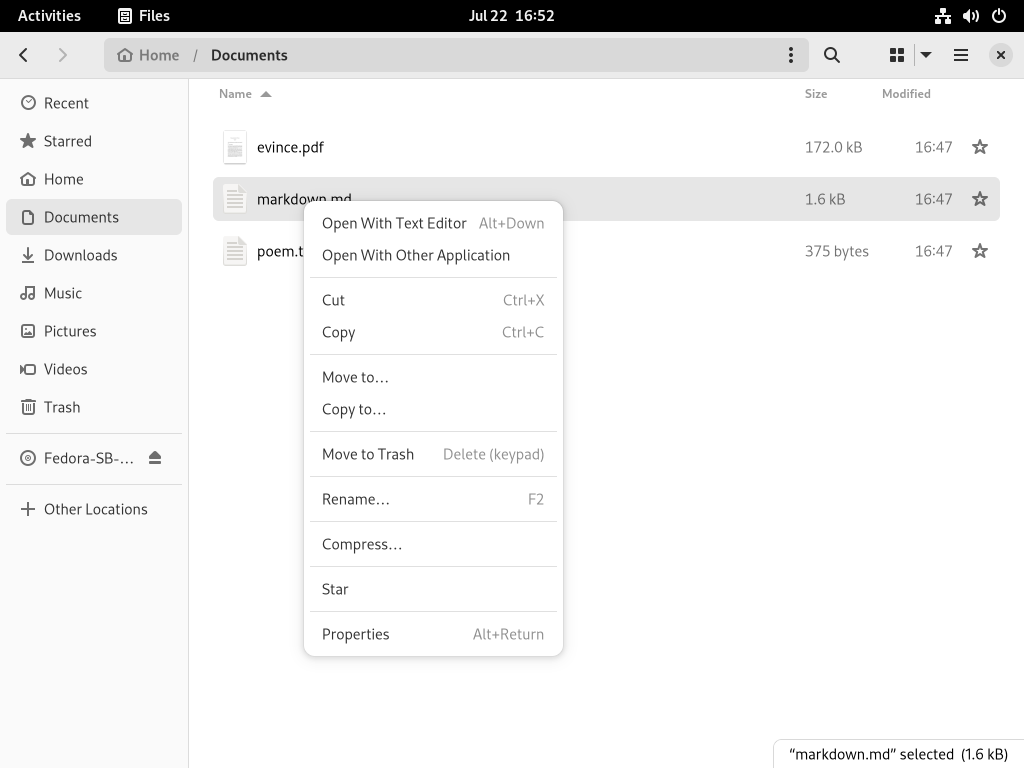 Activities Files Jul 22 16:52
Home / Documents
Name Size Modified
Recent
Starred
Home
Documents
Downloads
Music
Pictures
Videos
Trash
Fedora-SB-…
Other Locations
evince.pdf 172.0 kB 16:47
markdown.md 1.6 kB 16:47
poem.t 375 bytes 16:47
Open With Text Editor Alt+Down
Open With Other Application
Cut Ctrl+X
Copy Ctrl+C
Move to…
Copy to…
Move to Trash Delete (keypad)
Rename… F2
Compress…
Star
Properties Alt+Return
“markdown.md” selected (1.6 kB)